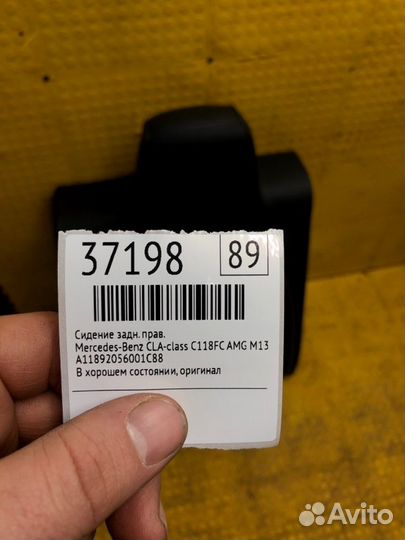 37198 89
Сидение задн. прав.
Mercedes-Benz CLA-class C118FC AMG M13
A11892056001C88
В хорошем состоянии, оригинал
Avito